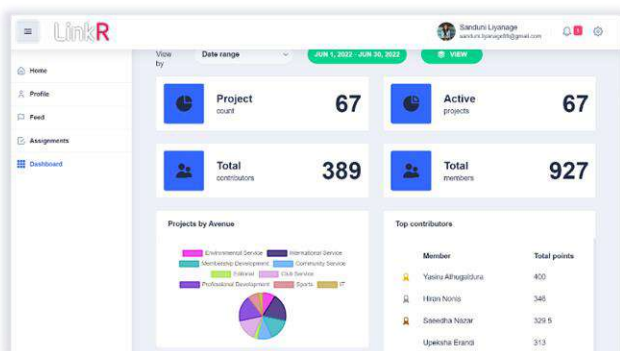 LinkR
Sanduni Liyanage
sanduni.liyanage99@gmail.com
Home
Profile
Feed
Assignments
Dashboard
View by
Date range
JUN 1, 2022 - JUN 30, 2022
VIEW
Project count
67
Active projects
67
Total contributors
389
Total members
927
Projects by Avenue
Environmental Service
International Service
Membership Development
Community Service
Editorial
Club Service
Professional Development
Sports
IT
Top contributors
Member
Total points
Yasiru Athugaldura
400
Hiran Nonis
346
Saeedha Nazar
329.5
Upeksha Erandi
313